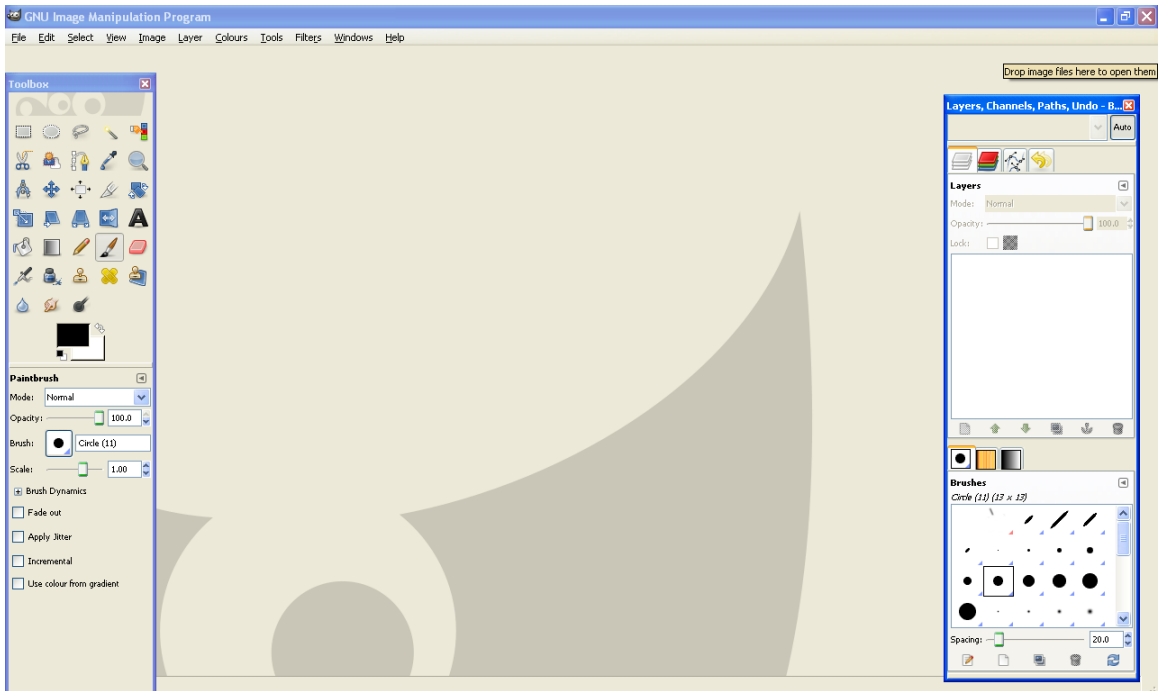 GNU Image Manipulation Program
File Edit Select View Image Layer Colours Tools Filters Windows Help
Drop image files here to open them
Toolbox
Layers, Channels, Paths, Undo - B...
Auto
Layers
Mode: Normal
Opacity: 100.0
Lock:
Paintbrush
Mode: Normal
Opacity: 100.0
Brush: Circle (11)
Scale: 1.00
Brush Dynamics
Fade out
Apply Jitter
Incremental
Use colour from gradient
Brushes
Circle (11) (13 x 13)
Spacing: 20.0